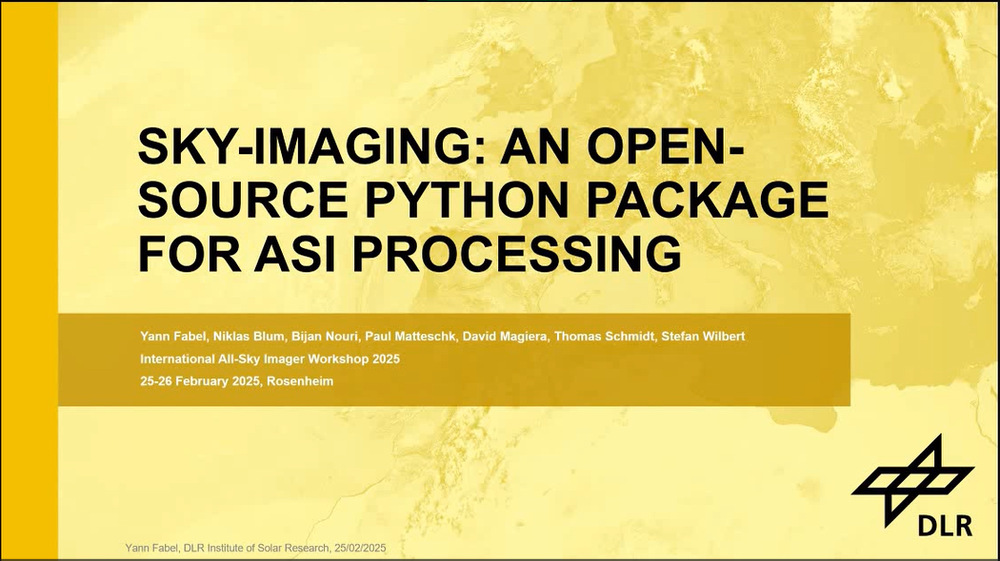 SKY-IMAGING: AN OPEN-
SOURCE PYTHON PACKAGE
FOR ASI PROCESSING
Yann Fabel, Niklas Blum, Bijan Nouri, Paul Matteschk, David Magiera, Thomas Schmidt, Stefan Wilbert
International All-Sky Imager Workshop 2025
25-26 February 2025, Rosenheim
DLR
Yann Fabel, DLR Institute of Solar Research, 25/02/2025